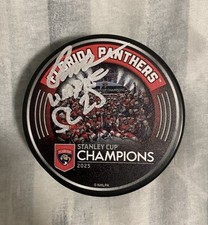 FLORIDA PANTHERS
STANLEY CUP
CHAMPIONS
2025